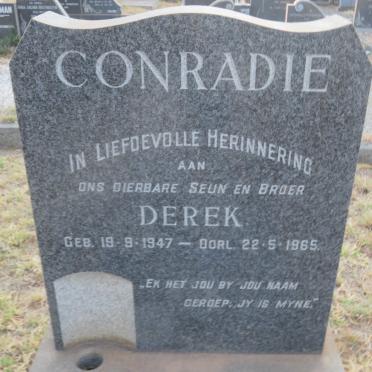 CONRADIE
IN LIEFDEVOLLE HERINNERING
AAN
ONS DIERBARE SEUN EN BROER
DEREK
GEB. 19-9-1947 — OORL. 22-5-1965.
„EK HET JOU BY JOU NAAM
GEROEP, JY IS MYNE."